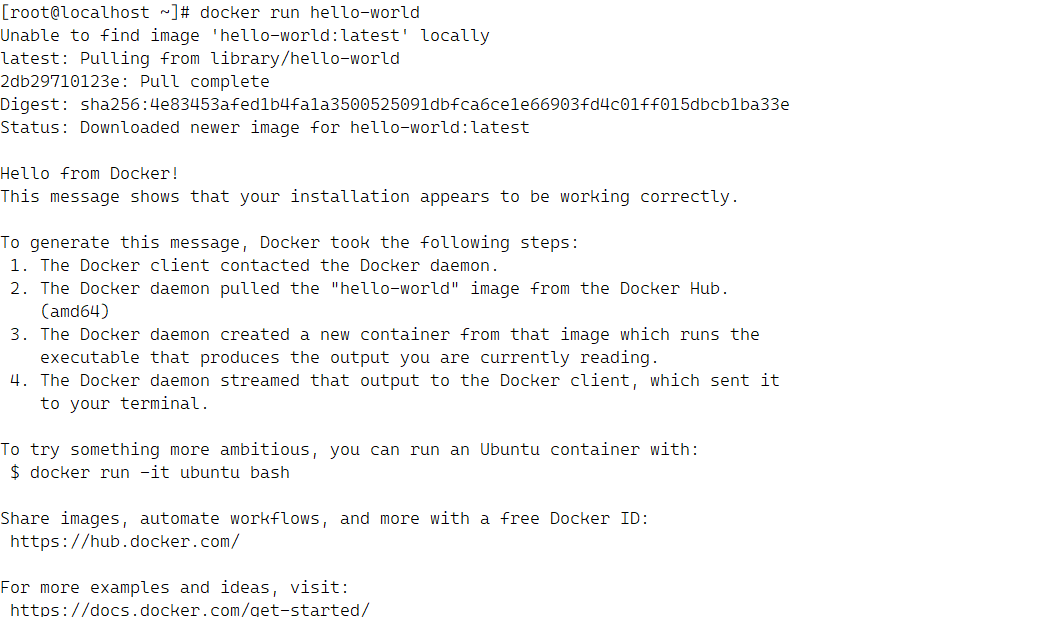 [root@localhost ~]# docker run hello-world
Unable to find image 'hello-world:latest' locally
latest: Pulling from library/hello-world
2db29710123e: Pull complete
Digest: sha256:4e83453afed1b4fa1a3500525091dbfca6ce1e66903fd4c01ff015dbcb1ba33e
Status: Downloaded newer image for hello-world:latest

Hello from Docker!
This message shows that your installation appears to be working correctly.

To generate this message, Docker took the following steps:
 1. The Docker client contacted the Docker daemon.
 2. The Docker daemon pulled the "hello-world" image from the Docker Hub.
    (amd64)
 3. The Docker daemon created a new container from that image which runs the
    executable that produces the output you are currently reading.
 4. The Docker daemon streamed that output to the Docker client, which sent it
    to your terminal.

To try something more ambitious, you can run an Ubuntu container with:
 $ docker run -it ubuntu bash

Share images, automate workflows, and more with a free Docker ID:
 https://hub.docker.com/

For more examples and ideas, visit:
 https://docs.docker.com/get-started/